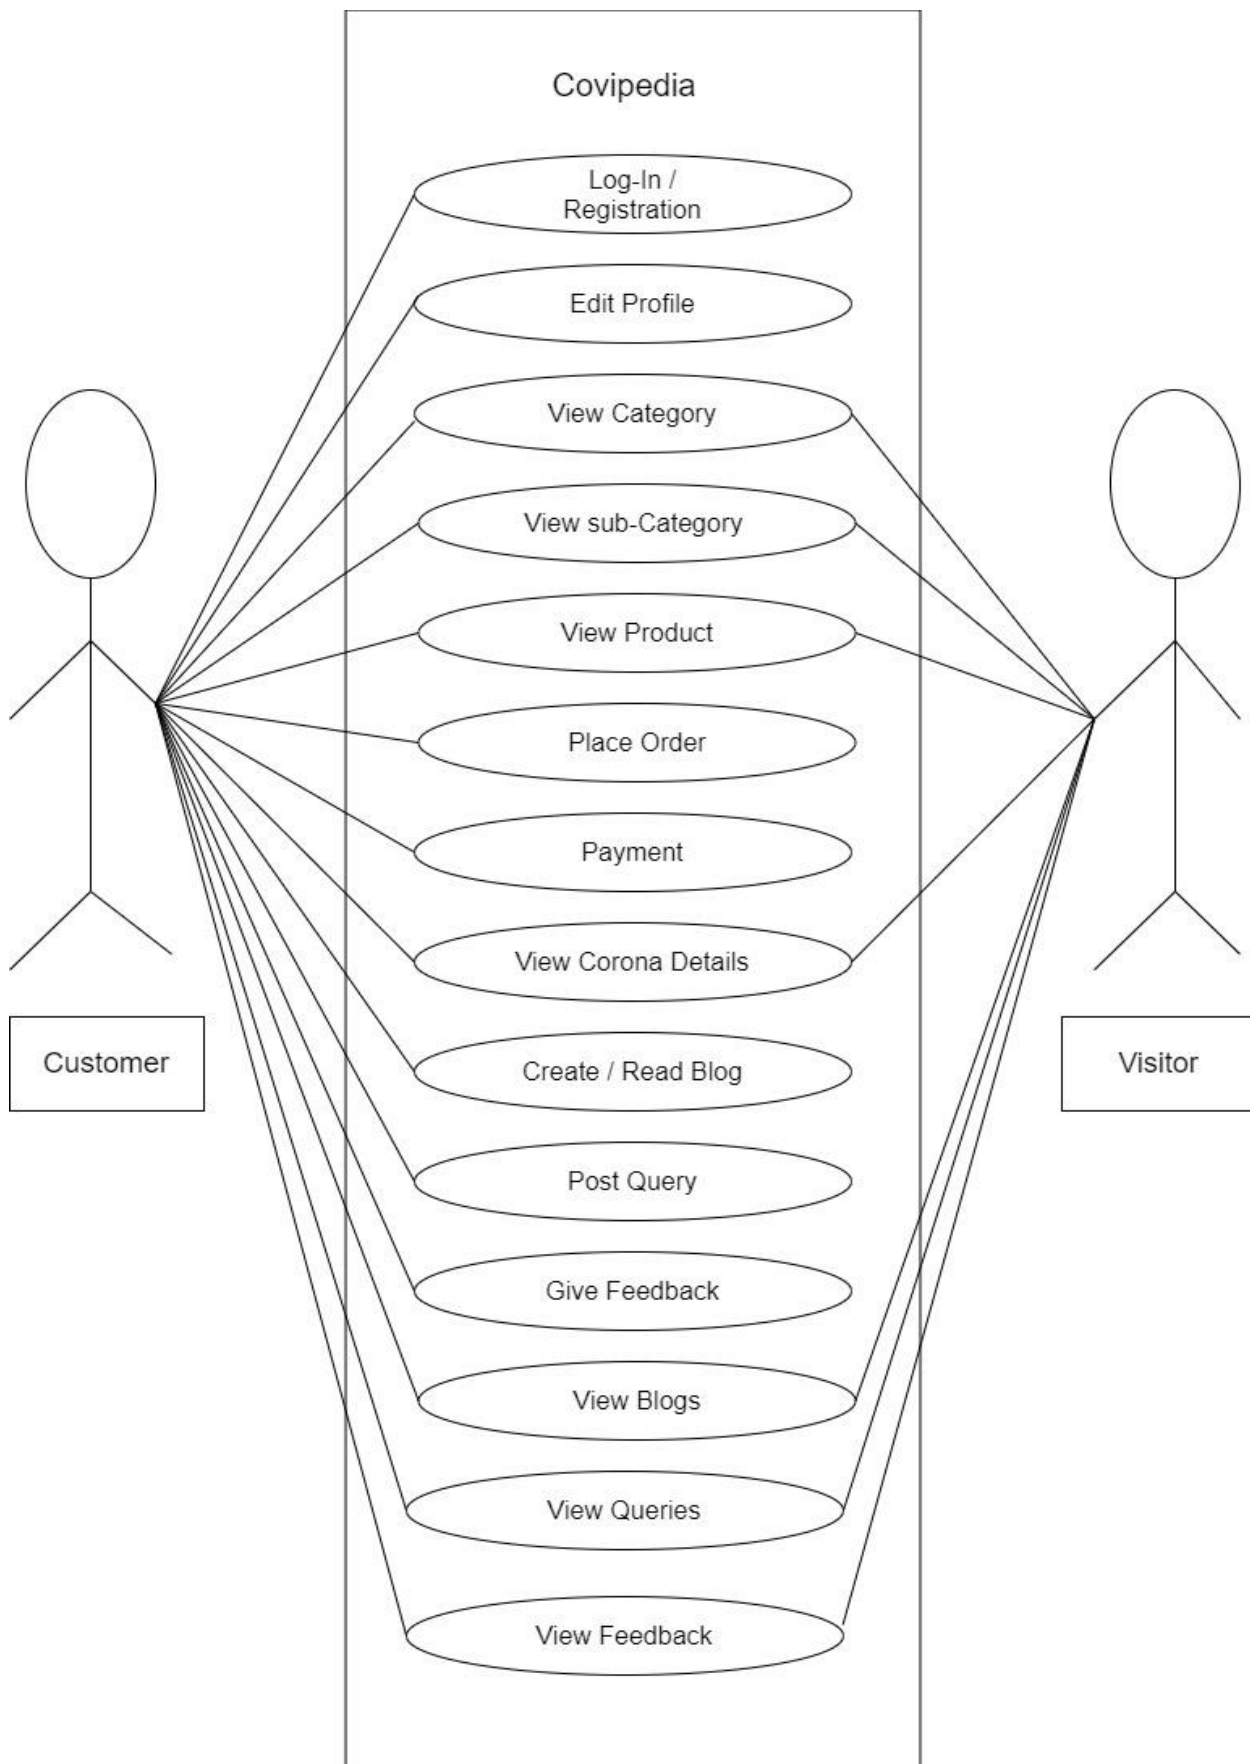 Covipedia
Log-In /
Registration
Edit Profile
View Category
View sub-Category
View Product
Place Order
Payment
View Corona Details
Customer
Visitor
Create / Read Blog
Post Query
Give Feedback
View Blogs
View Queries
View Feedback